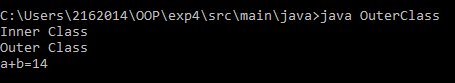 C:\Users\2162014\OOP\exp4\src\main\java>java OuterClass
Inner Class
Outer Class
a+b=14